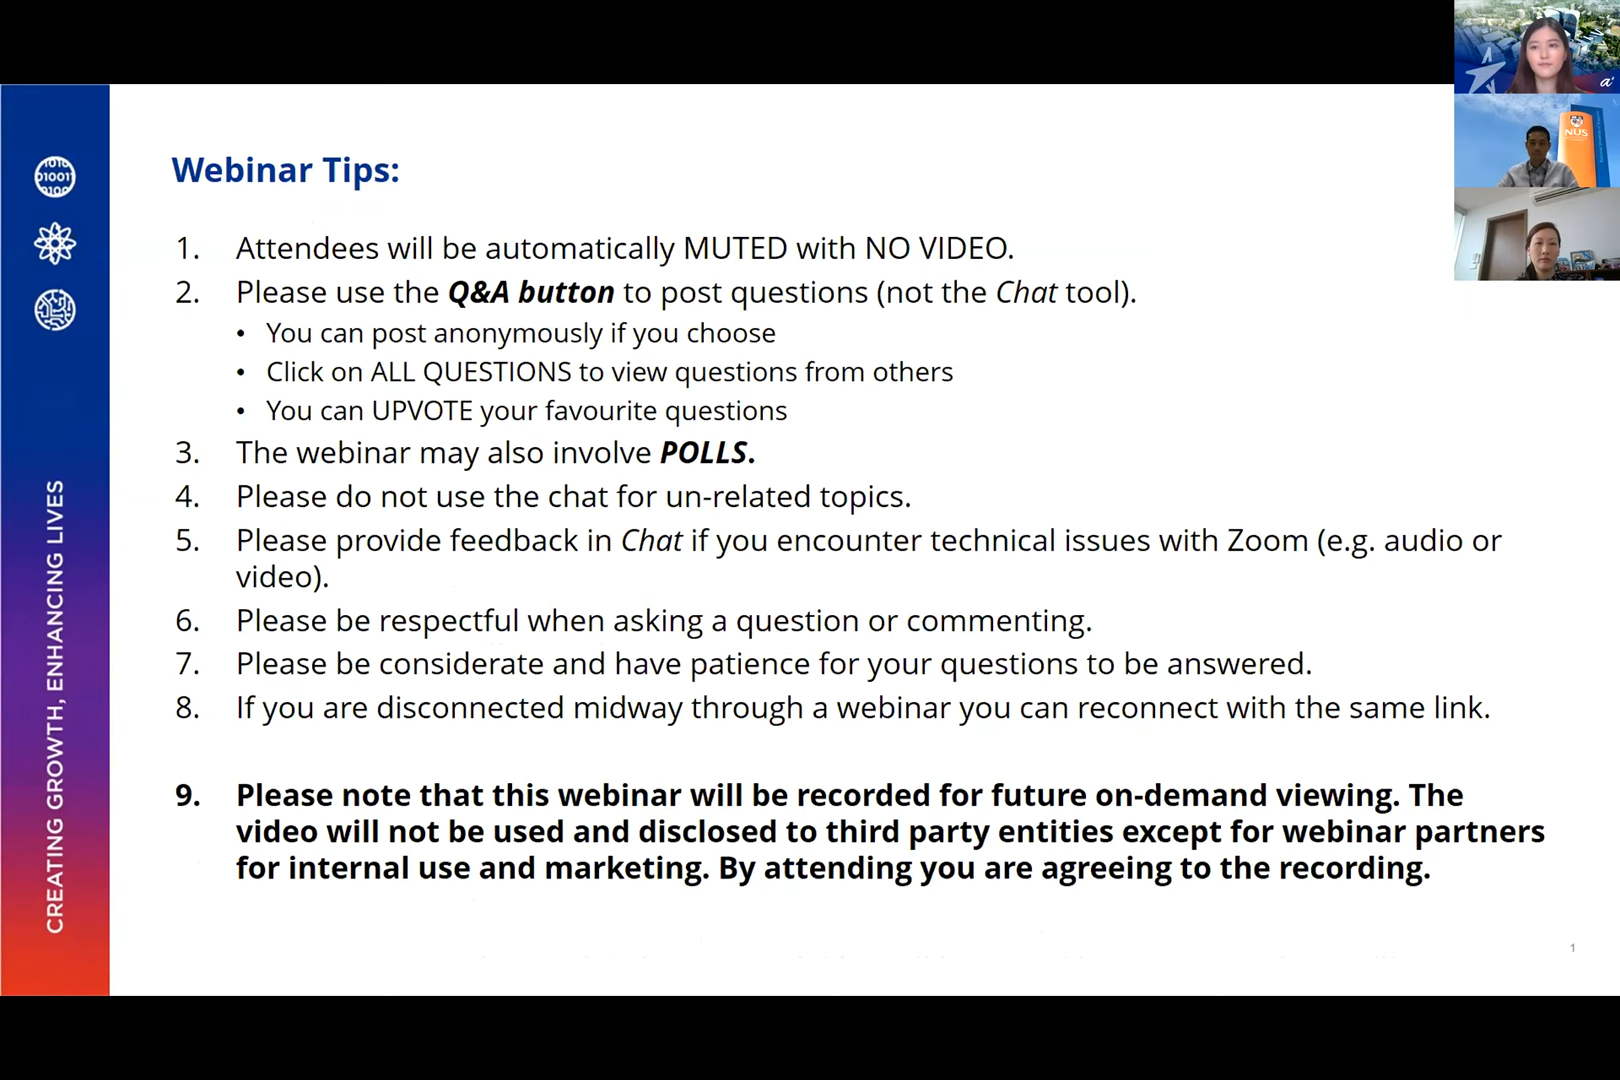 Webinar Tips:
1. Attendees will be automatically MUTED with NO VIDEO.
2. Please use the Q&A button to post questions (not the Chat tool).
• You can post anonymously if you choose
• Click on ALL QUESTIONS to view questions from others
• You can UPVOTE your favourite questions
3. The webinar may also involve POLLS.
4. Please do not use the chat for un-related topics.
5. Please provide feedback in Chat if you encounter technical issues with Zoom (e.g. audio or
video).
6. Please be respectful when asking a question or commenting.
7. Please be considerate and have patience for your questions to be answered.
8. If you are disconnected midway through a webinar you can reconnect with the same link.
9. Please note that this webinar will be recorded for future on-demand viewing. The
video will not be used and disclosed to third party entities except for webinar partners
for internal use and marketing. By attending you are agreeing to the recording.
CREATING GROWTH, ENHANCING LIVES
1010
010011
0100
NUS
1